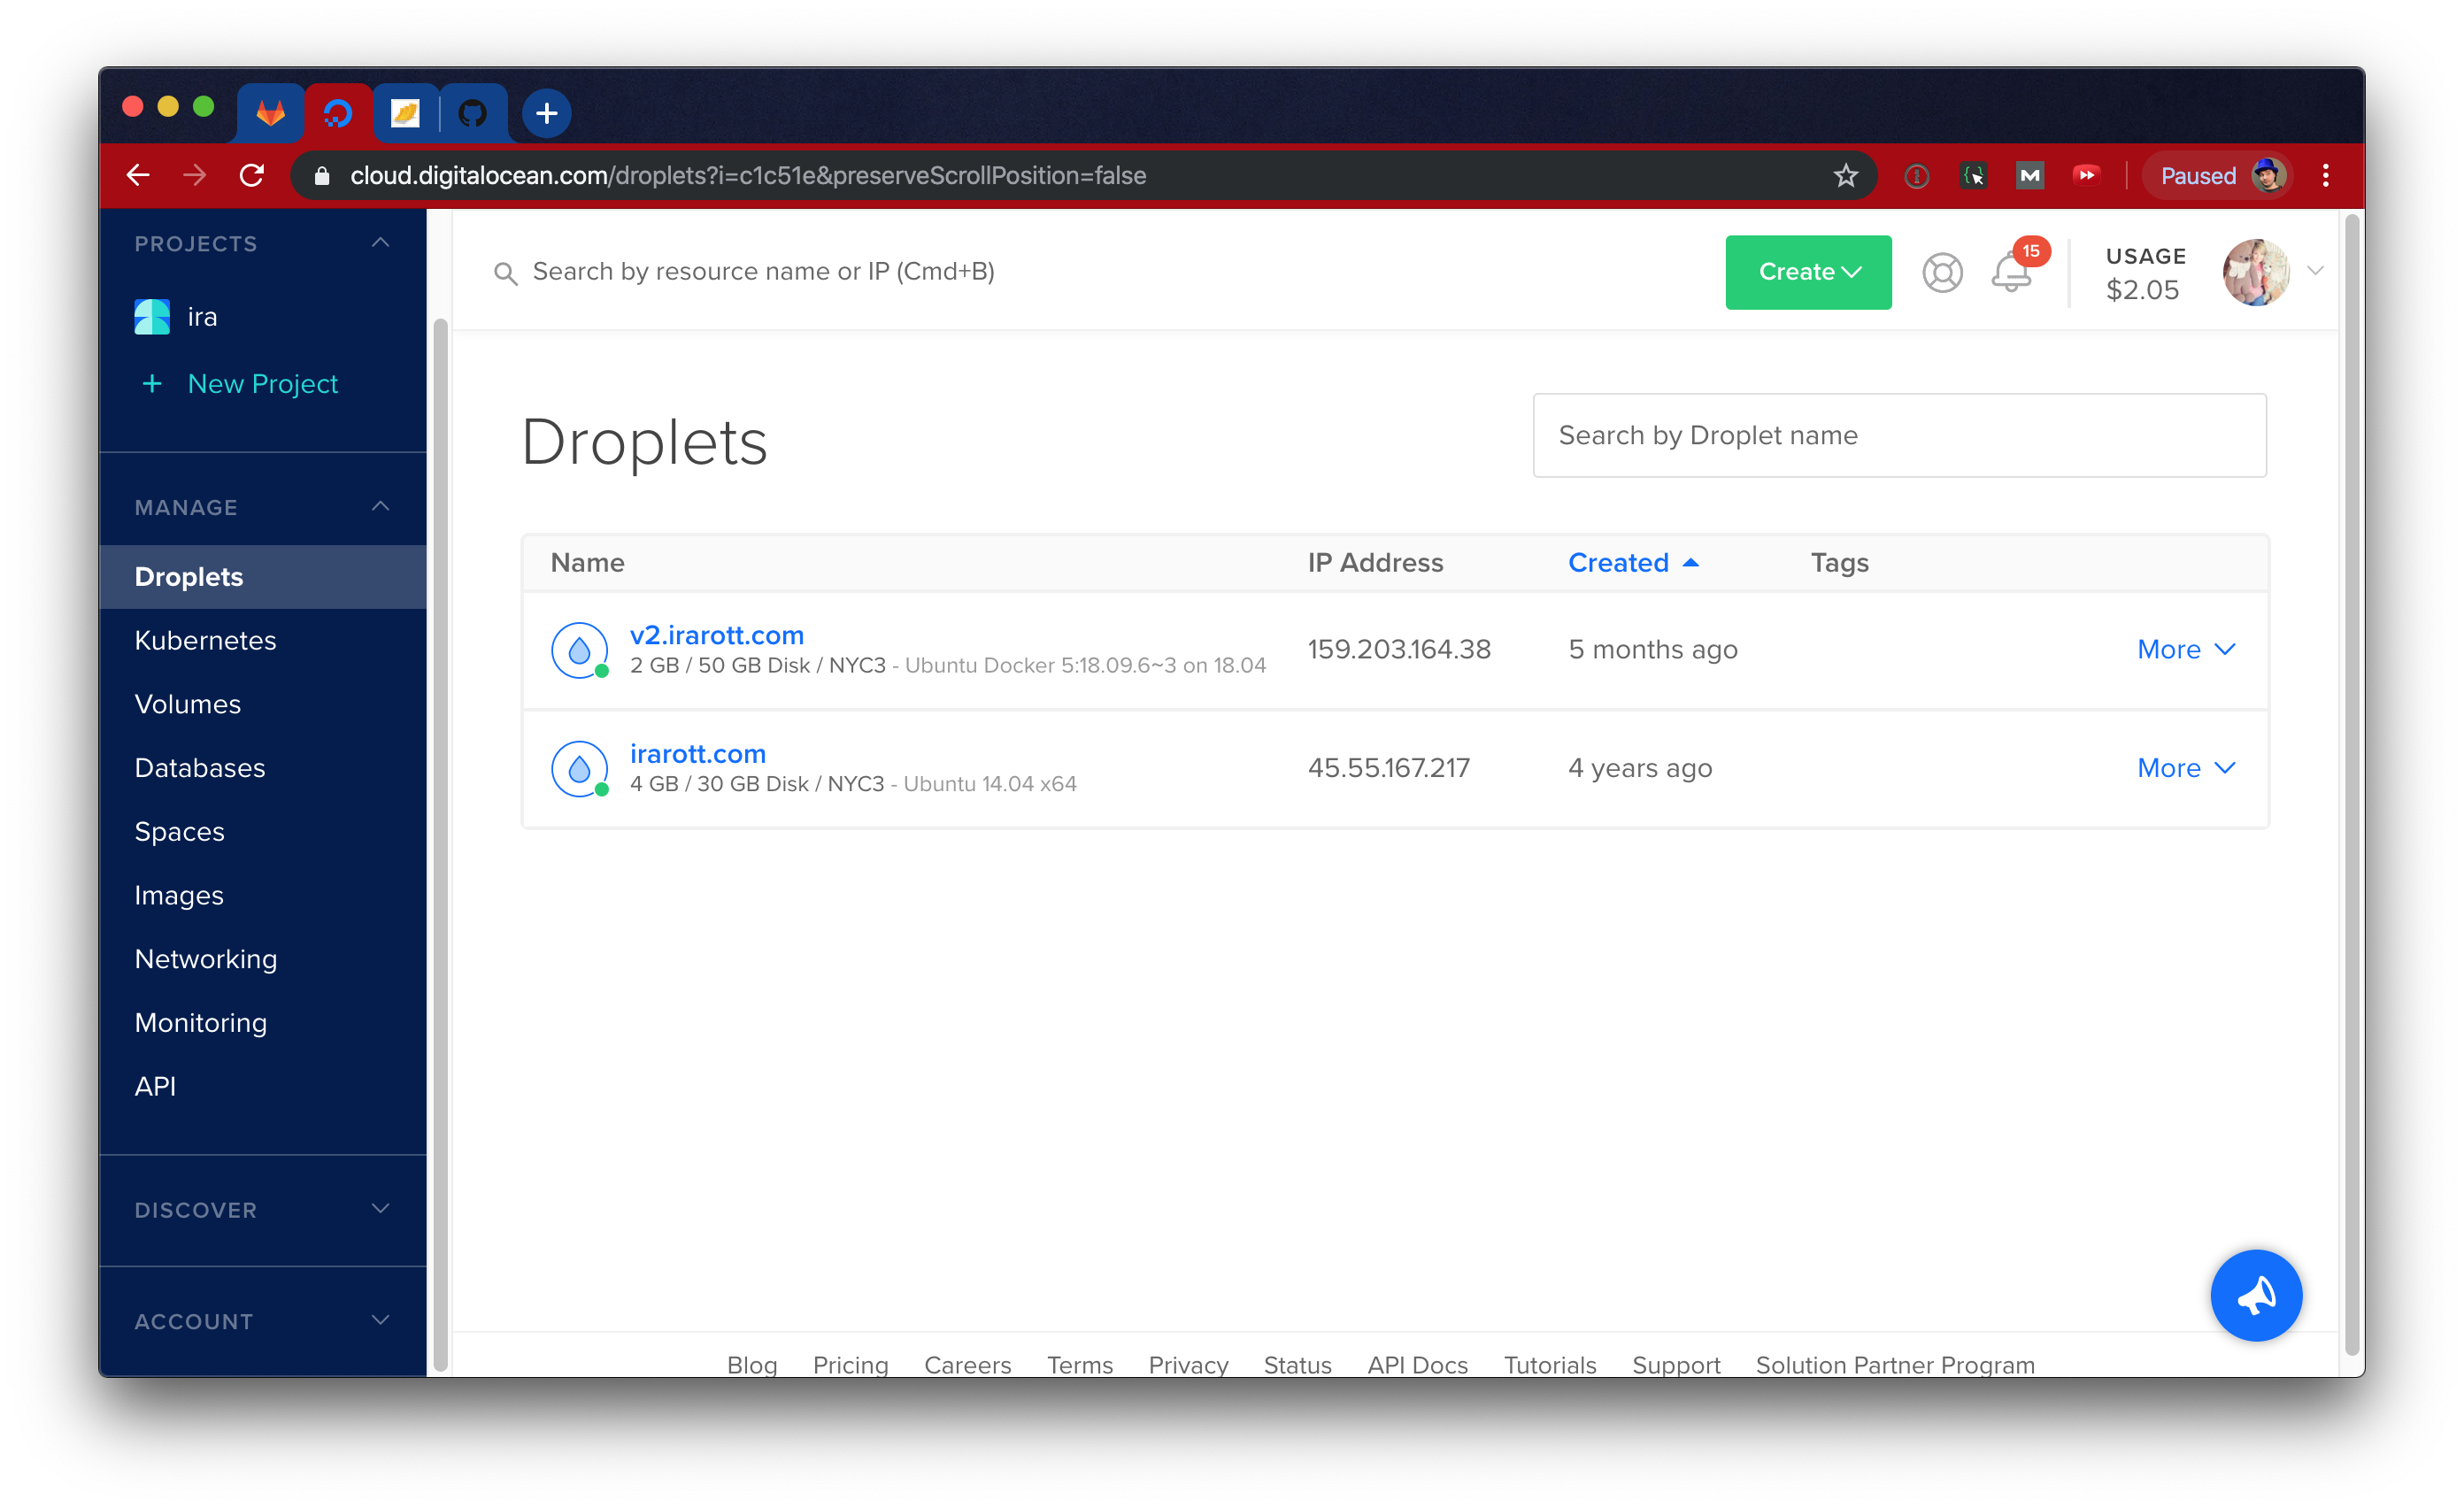 cloud.digitalocean.com/droplets?i=c1c51e&preserveScrollPosition=false
Paused
PROJECTS
ira
+ New Project
MANAGE
Droplets
Kubernetes
Volumes
Databases
Spaces
Images
Networking
Monitoring
API
DISCOVER
ACCOUNT
Search by resource name or IP (Cmd+B)
Create
15
USAGE
$2.05
Droplets
Search by Droplet name
Name IP Address Created Tags
v2.irarott.com
2 GB / 50 GB Disk / NYC3 - Ubuntu Docker 5:18.09.6~3 on 18.04
159.203.164.38 5 months ago More
irarott.com
4 GB / 30 GB Disk / NYC3 - Ubuntu 14.04 x64
45.55.167.217 4 years ago More
Blog Pricing Careers Terms Privacy Status API Docs Tutorials Support Solution Partner Program